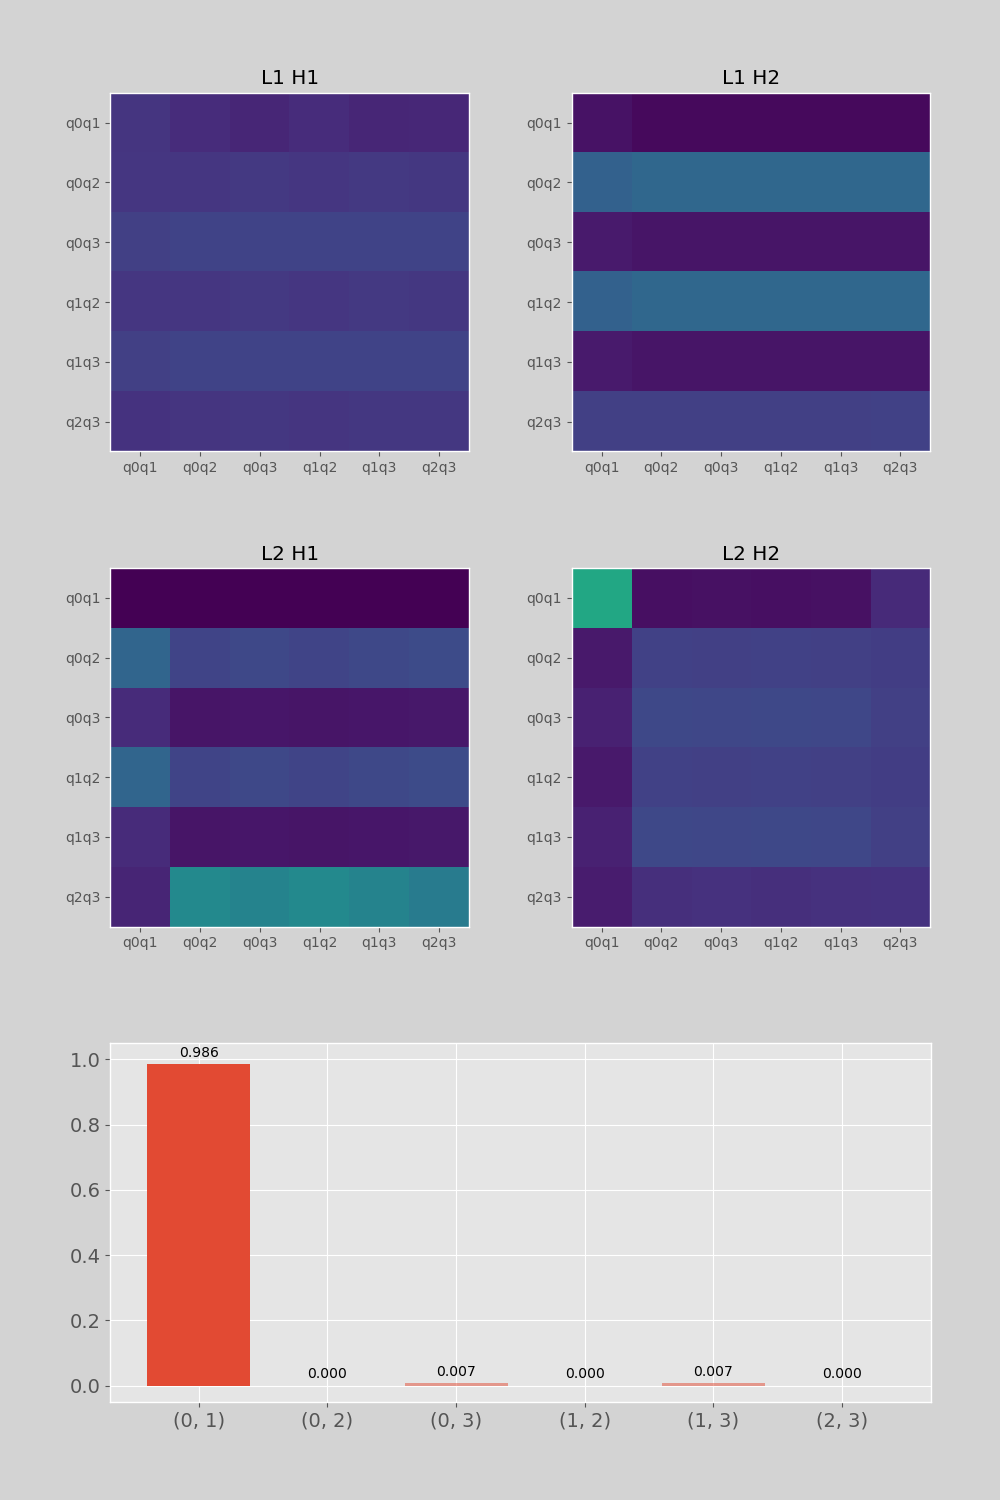 L1 H1
L1 H2
q0q1
q0q2
q0q3
q1q2
q1q3
q2q3
q0q1 q0q2 q0q3 q1q2 q1q3 q2q3
q0q1
q0q2
q0q3
q1q2
q1q3
q2q3
q0q1 q0q2 q0q3 q1q2 q1q3 q2q3
L2 H1
L2 H2
q0q1
q0q2
q0q3
q1q2
q1q3
q2q3
q0q1 q0q2 q0q3 q1q2 q1q3 q2q3
q0q1
q0q2
q0q3
q1q2
q1q3
q2q3
q0q1 q0q2 q0q3 q1q2 q1q3 q2q3
1.0
0.8
0.6
0.4
0.2
0.0
0.986
0.000
0.007
0.000
0.007
0.000
(0, 1) (0, 2) (0, 3) (1, 2) (1, 3) (2, 3)